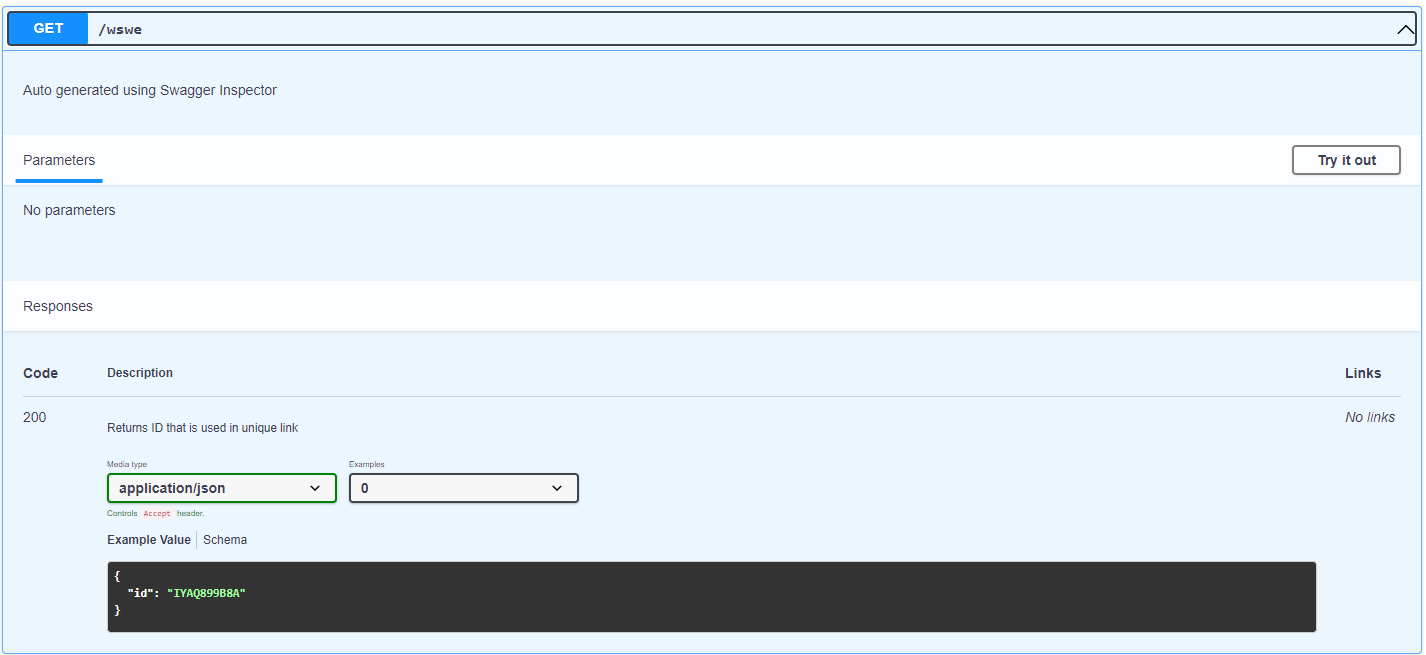 GET /wswe
Auto generated using Swagger Inspector
Parameters Try it out
No parameters
Responses
Code Description Links
200 No links
Returns ID that is used in unique link
Media type Examples
application/json 0
Controls Accept header.
Example Value Schema
{
"id": "IYAQ899B8A"
}